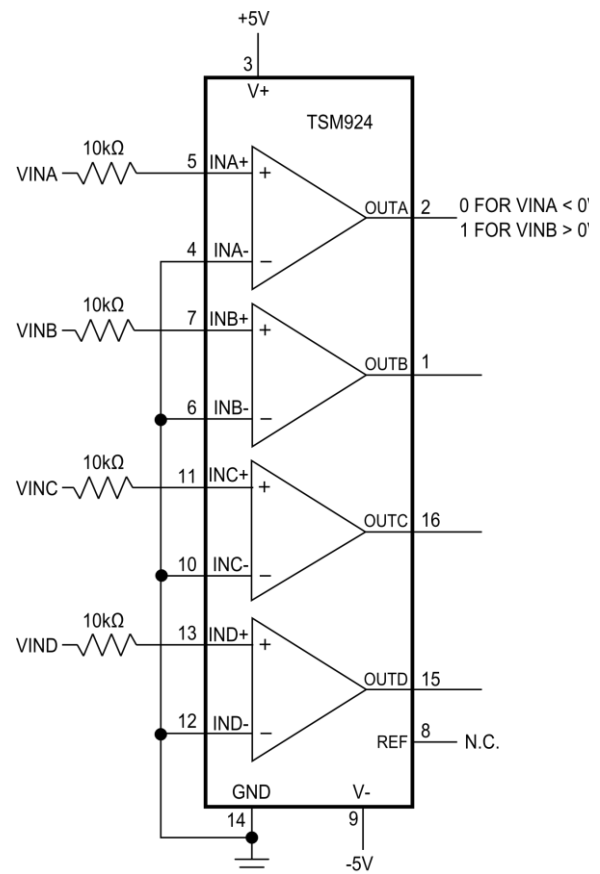 +5V
3
V+
TSM924
10kΩ
VINA
5
INA+
+
OUTA
2
0 FOR VINA < 0V
1 FOR VINB > 0V
4
INA-
−
10kΩ
VINB
7
INB+
+
OUTB
1
6
INB-
−
10kΩ
VINC
11
INC+
+
OUTC
16
10
INC-
−
10kΩ
VIND
13
IND+
+
OUTD
15
12
IND-
−
REF
8
N.C.
GND
V-
14
9
-5V